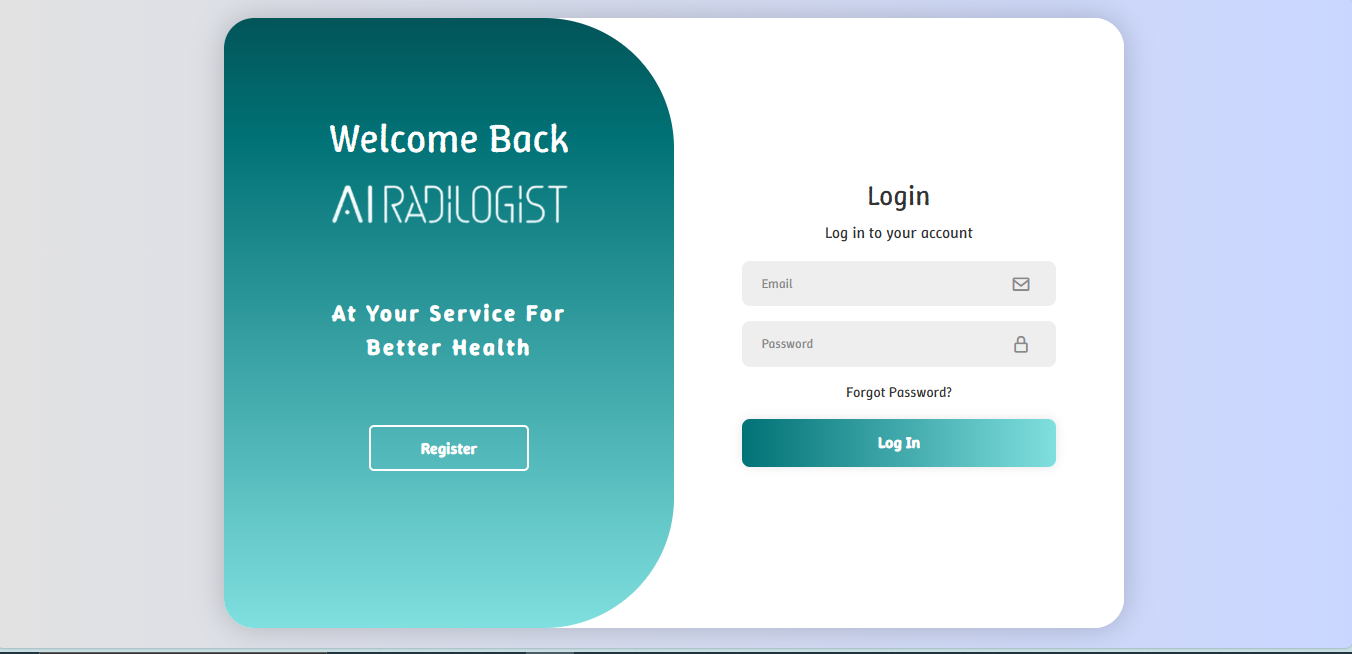 Welcome Back
AI RADILOGIST
At Your Service For
Better Health
Register
Login
Log in to your account
Email
Password
Forgot Password?
Log In